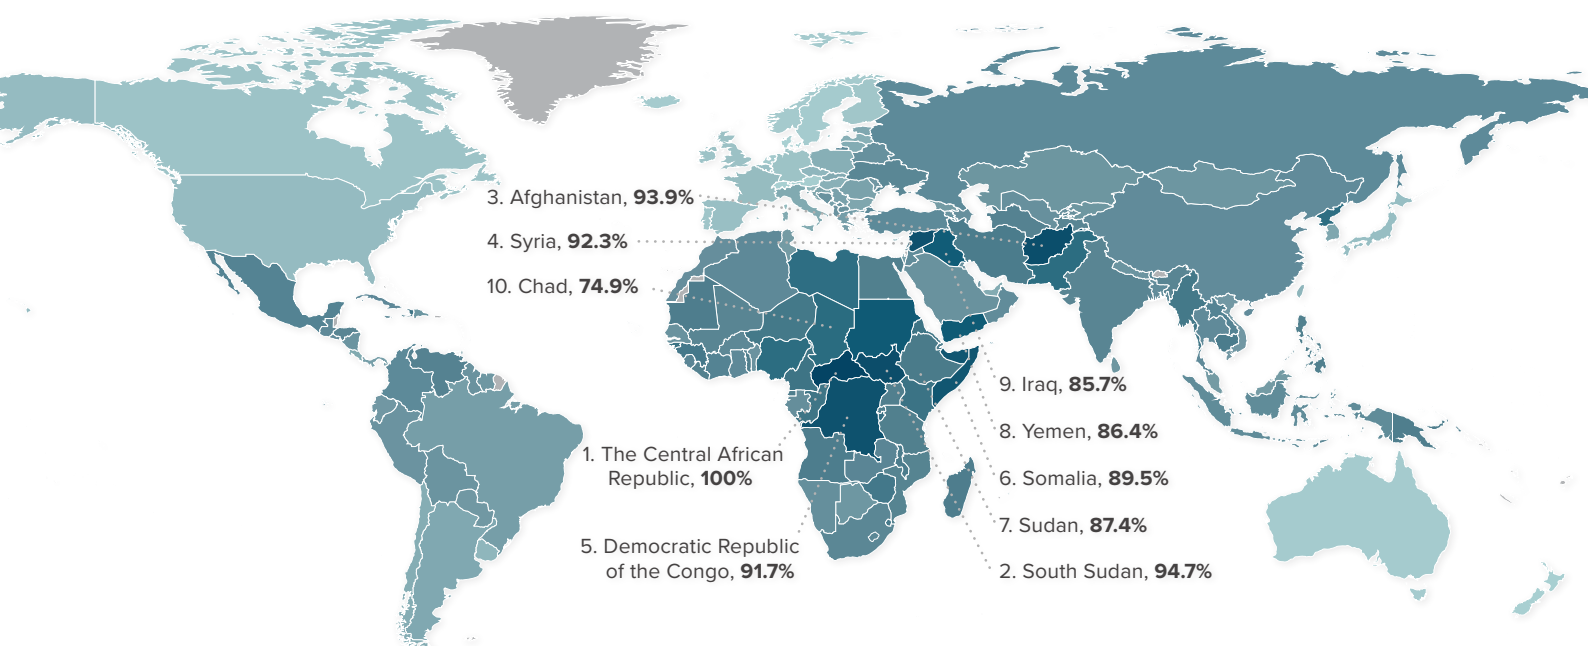 3. Afghanistan, 93.9%
4. Syria, 92.3%
10. Chad, 74.9%
1. The Central African
Republic, 100%
5. Democratic Republic
of the Congo, 91.7%
9. Iraq, 85.7%
8. Yemen, 86.4%
6. Somalia, 89.5%
7. Sudan, 87.4%
2. South Sudan, 94.7%